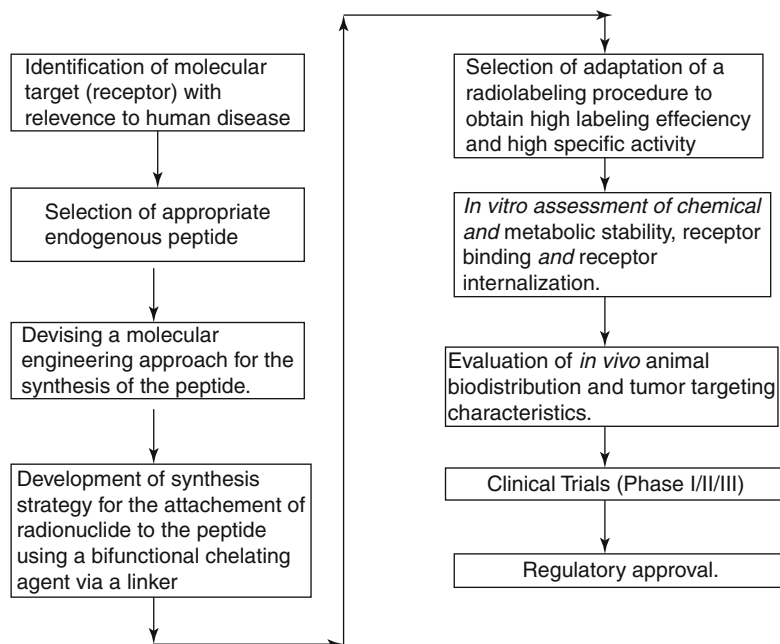 Identification of molecular
target (receptor) with
relevence to human disease
Selection of appropriate
endogenous peptide
Devising a molecular
engineering approach for the
synthesis of the peptide.
Development of synthesis
strategy for the attachement of
radionuclide to the peptide
using a bifunctional chelating
agent via a linker
Selection of adaptation of a
radiolabeling procedure to
obtain high labeling effeciency
and high specific activity
In vitro assessment of chemical
and metabolic stability, receptor
binding and receptor
internalization.
Evaluation of in vivo animal
biodistribution and tumor targeting
characteristics.
Clinical Trials (Phase I/II/III)
Regulatory approval.